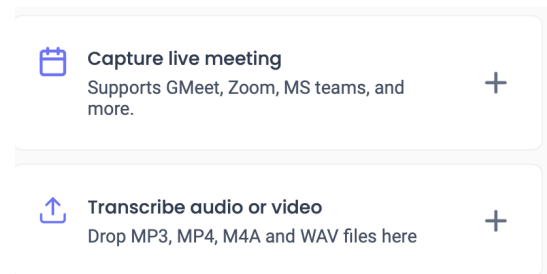 Capture live meeting
Supports GMeet, Zoom, MS teams, and
more.
Transcribe audio or video
Drop MP3, MP4, M4A and WAV files here